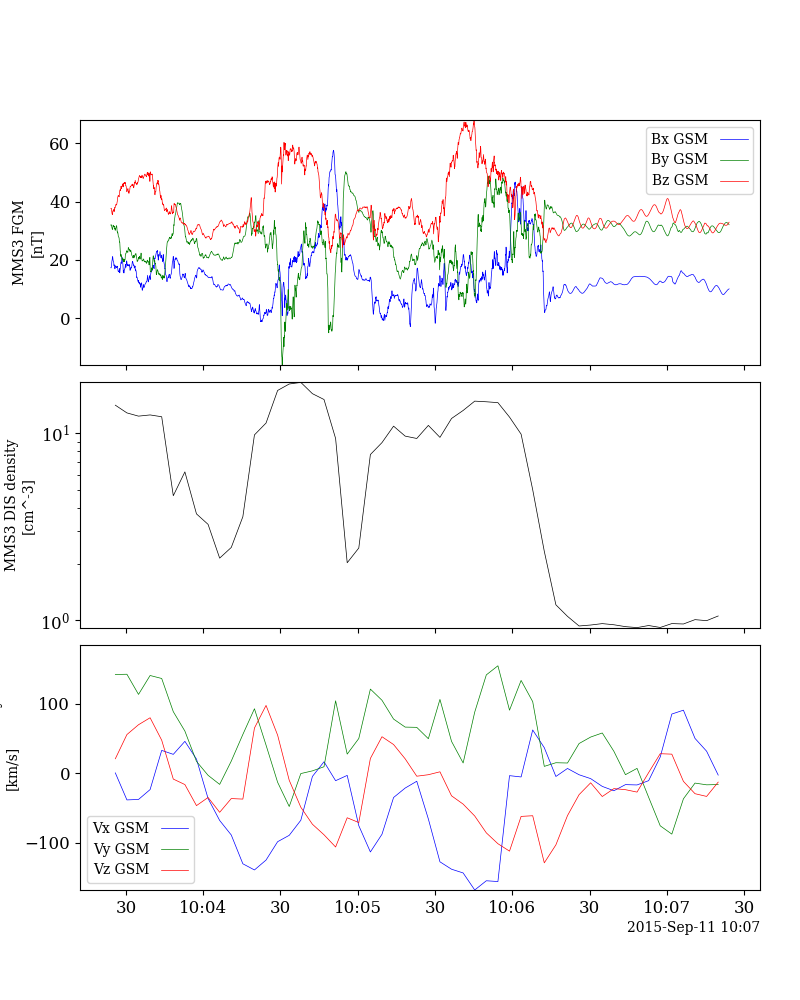 60
40
20
0
MMS3 FGM
[nT]
Bx GSM
By GSM
Bz GSM
10^1
10^0
MMS3 DIS density
[cm^-3]
100
0
−100
[km/s]
Vx GSM
Vy GSM
Vz GSM
30 10:04 30 10:05 30 10:06 30 10:07 30
2015-Sep-11 10:07